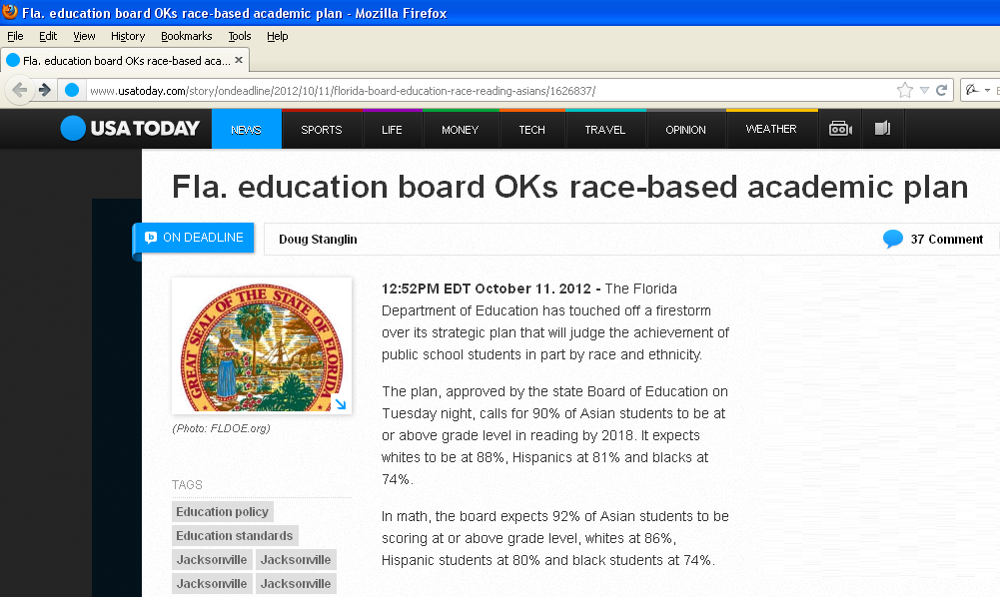 Fla. education board OKs race-based academic plan - Mozilla Firefox
File Edit View History Bookmarks Tools Help
Fla. education board OKs race-based aca... ×
www.usatoday.com/story/ondeadline/2012/10/11/florida-board-education-race-reading-asians/1626837/
USA TODAY NEWS SPORTS LIFE MONEY TECH TRAVEL OPINION WEATHER
Fla. education board OKs race-based academic plan
ON DEADLINE Doug Stanglin 37 Comment
GREAT SEAL OF THE STATE OF FLORIDA
(Photo: FLDOE.org)
TAGS
Education policy
Education standards
Jacksonville Jacksonville
Jacksonville Jacksonville
12:52PM EDT October 11. 2012 - The Florida
Department of Education has touched off a firestorm
over its strategic plan that will judge the achievement of
public school students in part by race and ethnicity.
The plan, approved by the state Board of Education on
Tuesday night, calls for 90% of Asian students to be at
or above grade level in reading by 2018. It expects
whites to be at 88%, Hispanics at 81% and blacks at
74%.
In math, the board expects 92% of Asian students to be
scoring at or above grade level, whites at 86%,
Hispanic students at 80% and black students at 74%.